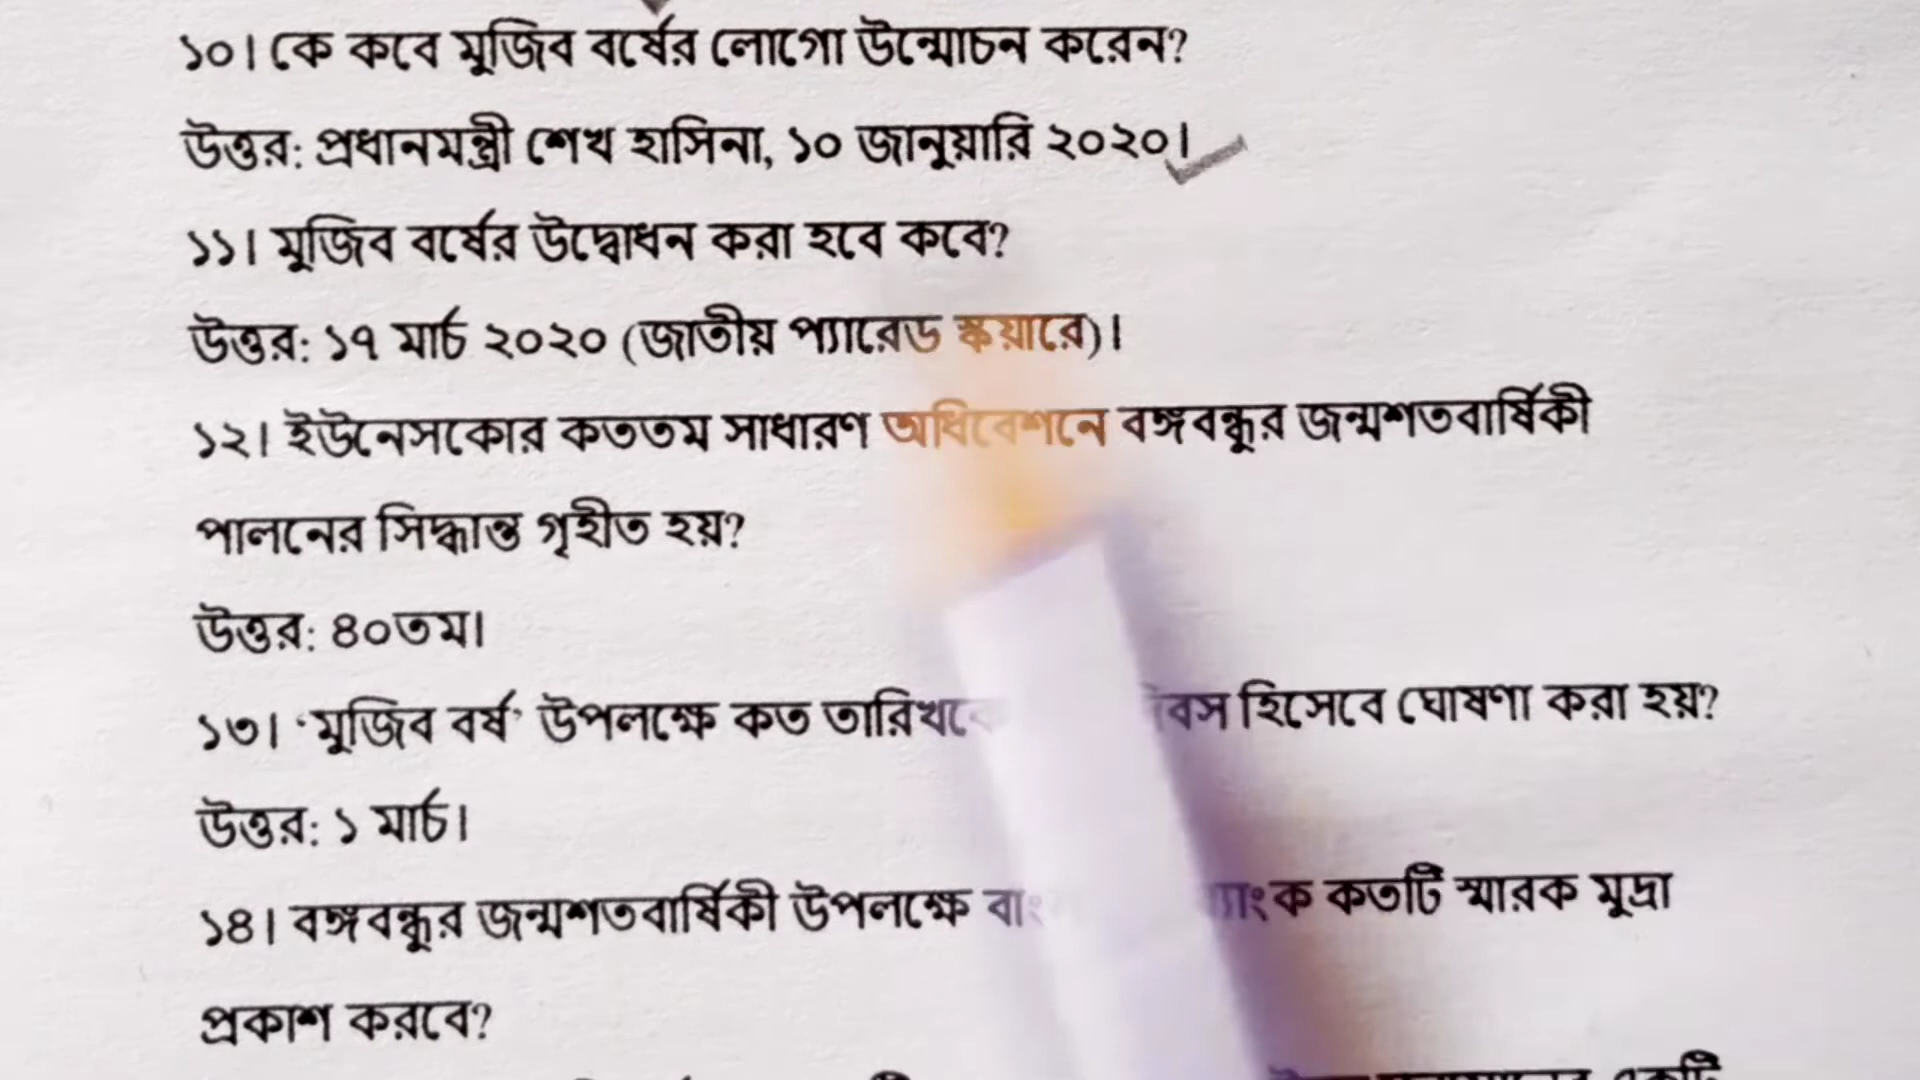 ১০। কে কবে মুজিব বর্ষের লোগো উন্মোচন করেন?
উত্তর: প্রধানমন্ত্রী শেখ হাসিনা, ১০ জানুয়ারি ২০২০।
১১। মুজিব বর্ষের উদ্বোধন করা হবে কবে?
উত্তর: ১৭ মার্চ ২০২০ (জাতীয় প্যারেড স্কয়ারে)।
১২। ইউনেসকোর কততম সাধারণ অধিবেশনে বঙ্গবন্ধুর জন্মশতবার্ষিকী
পালনের সিদ্ধান্ত গৃহীত হয়?
উত্তর: ৪০তম।
১৩। ‘মুজিব বর্ষ’ উপলক্ষে কত তারিখকে হিসেবে ঘোষণা করা হয়?
উত্তর: ১ মার্চ।
১৪। বঙ্গবন্ধুর জন্মশতবার্ষিকী উপলক্ষে কতটি স্মারক মুদ্রা
প্রকাশ করবে?